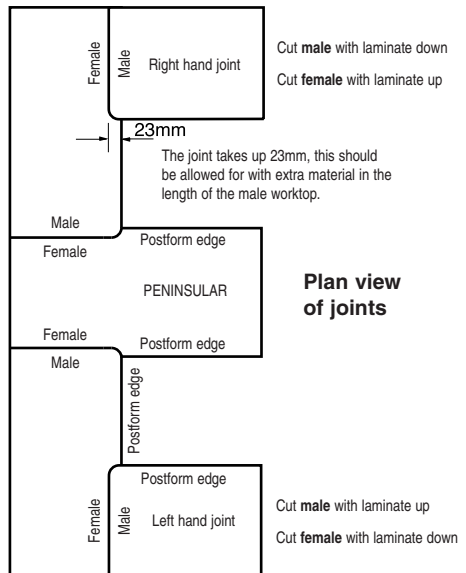 Female
Male
Right hand joint
Cut male with laminate down
Cut female with laminate up
23mm
The joint takes up 23mm, this should
be allowed for with extra material in the
length of the male worktop.
Male
Female
Postform edge
PENINSULAR
Plan view
of joints
Female
Male
Postform edge
Postform edge
Postform edge
Female
Male
Left hand joint
Cut male with laminate up
Cut female with laminate down